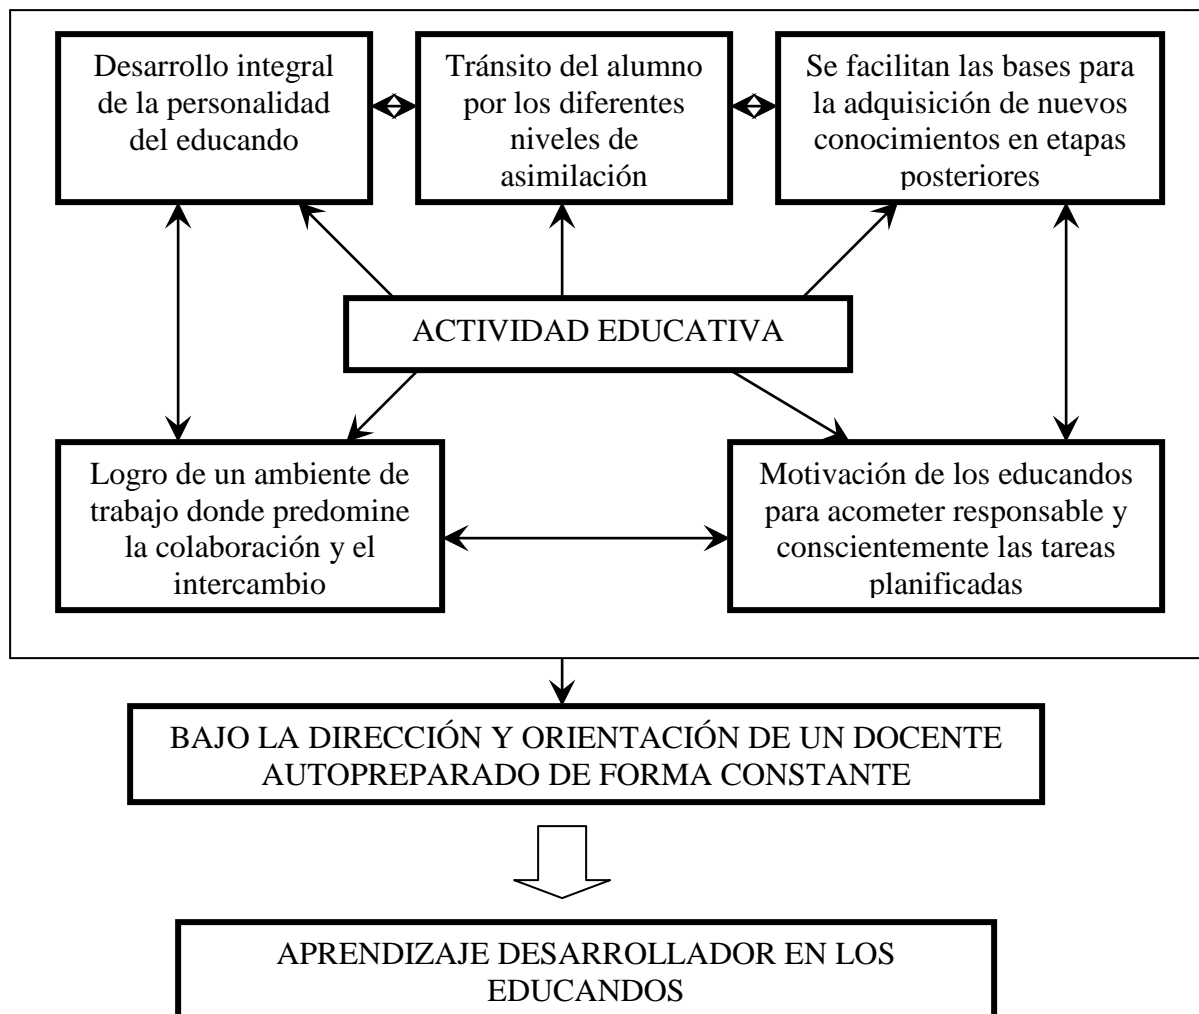 Desarrollo integral
de la personalidad
del educando
Tránsito del alumno
por los diferentes
niveles de
asimilación
Se facilitan las bases para
la adquisición de nuevos
conocimientos en etapas
posteriores
ACTIVIDAD EDUCATIVA
Logro de un ambiente de
trabajo donde predomine
la colaboración y el
intercambio
Motivación de los educandos
para acometer responsable y
conscientemente las tareas
planificadas
BAJO LA DIRECCIÓN Y ORIENTACIÓN DE UN DOCENTE
AUTOPREPARADO DE FORMA CONSTANTE
APRENDIZAJE DESARROLLADOR EN LOS
EDUCANDOS